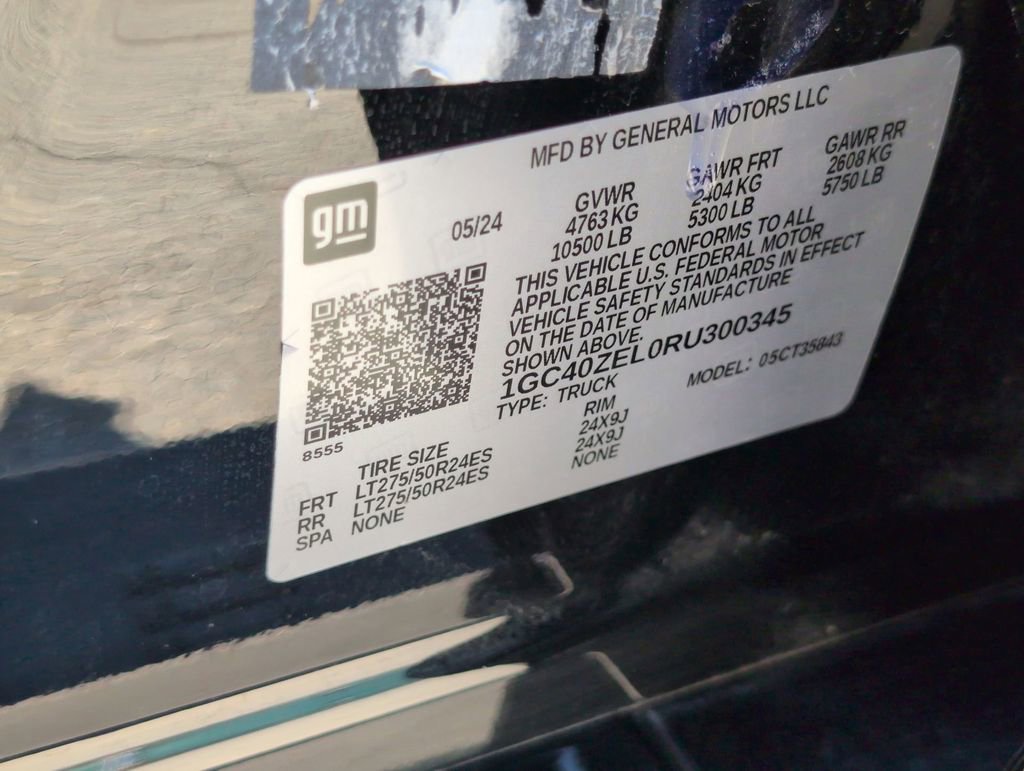 MFD BY GENERAL MOTORS LLC
gm
05/24
GVWR
4763 KG
10500 LB
GAWR FRT
2404 KG
5300 LB
GAWR RR
2608 KG
5750 LB
THIS VEHICLE CONFORMS TO ALL
APPLICABLE U.S. FEDERAL MOTOR
VEHICLE SAFETY STANDARDS IN EFFECT
ON THE DATE OF MANUFACTURE
SHOWN ABOVE.
1GC40ZEL0RU300345
TYPE: TRUCK
MODEL: 05CT35843
8555
TIRE SIZE
RIM
FRT LT275/50R24ES 24X9J
RR LT275/50R24ES 24X9J
SPA NONE NONE